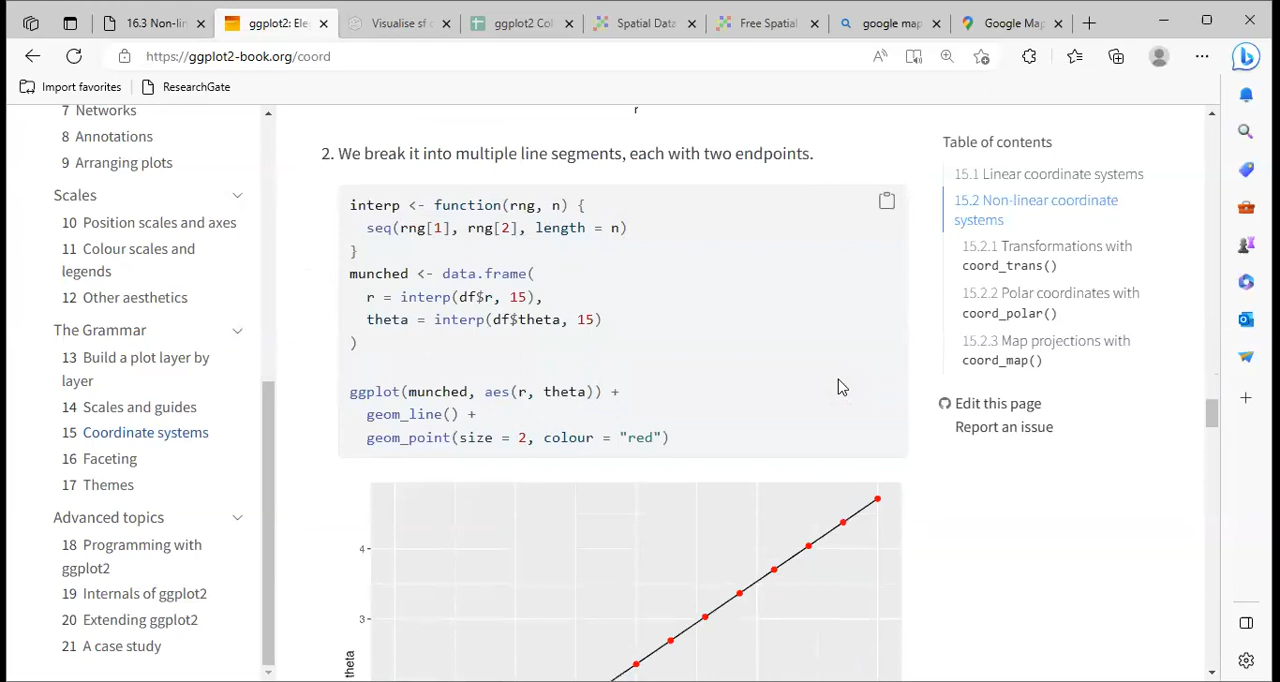 16.3 Non-lin
ggplot2: Ele
Visualise sf o
ggplot2 Col
Spatial Data
Free Spatial
google map
Google Map
https://ggplot2-book.org/coord
Import favorites
ResearchGate
7 Networks
8 Annotations
9 Arranging plots
Scales
10 Position scales and axes
11 Colour scales and
legends
12 Other aesthetics
The Grammar
13 Build a plot layer by
layer
14 Scales and guides
15 Coordinate systems
16 Faceting
17 Themes
Advanced topics
18 Programming with
ggplot2
19 Internals of ggplot2
20 Extending ggplot2
21 A case study
r
2. We break it into multiple line segments, each with two endpoints.
interp <- function(rng, n) {
seq(rng[1], rng[2], length = n)
}
munched <- data.frame(
r = interp(df$r, 15),
theta = interp(df$theta, 15)
)
ggplot(munched, aes(r, theta)) +
geom_line() +
geom_point(size = 2, colour = "red")
4
3
theta
Table of contents
15.1 Linear coordinate systems
15.2 Non-linear coordinate
systems
15.2.1 Transformations with
coord_trans()
15.2.2 Polar coordinates with
coord_polar()
15.2.3 Map projections with
coord_map()
Edit this page
Report an issue